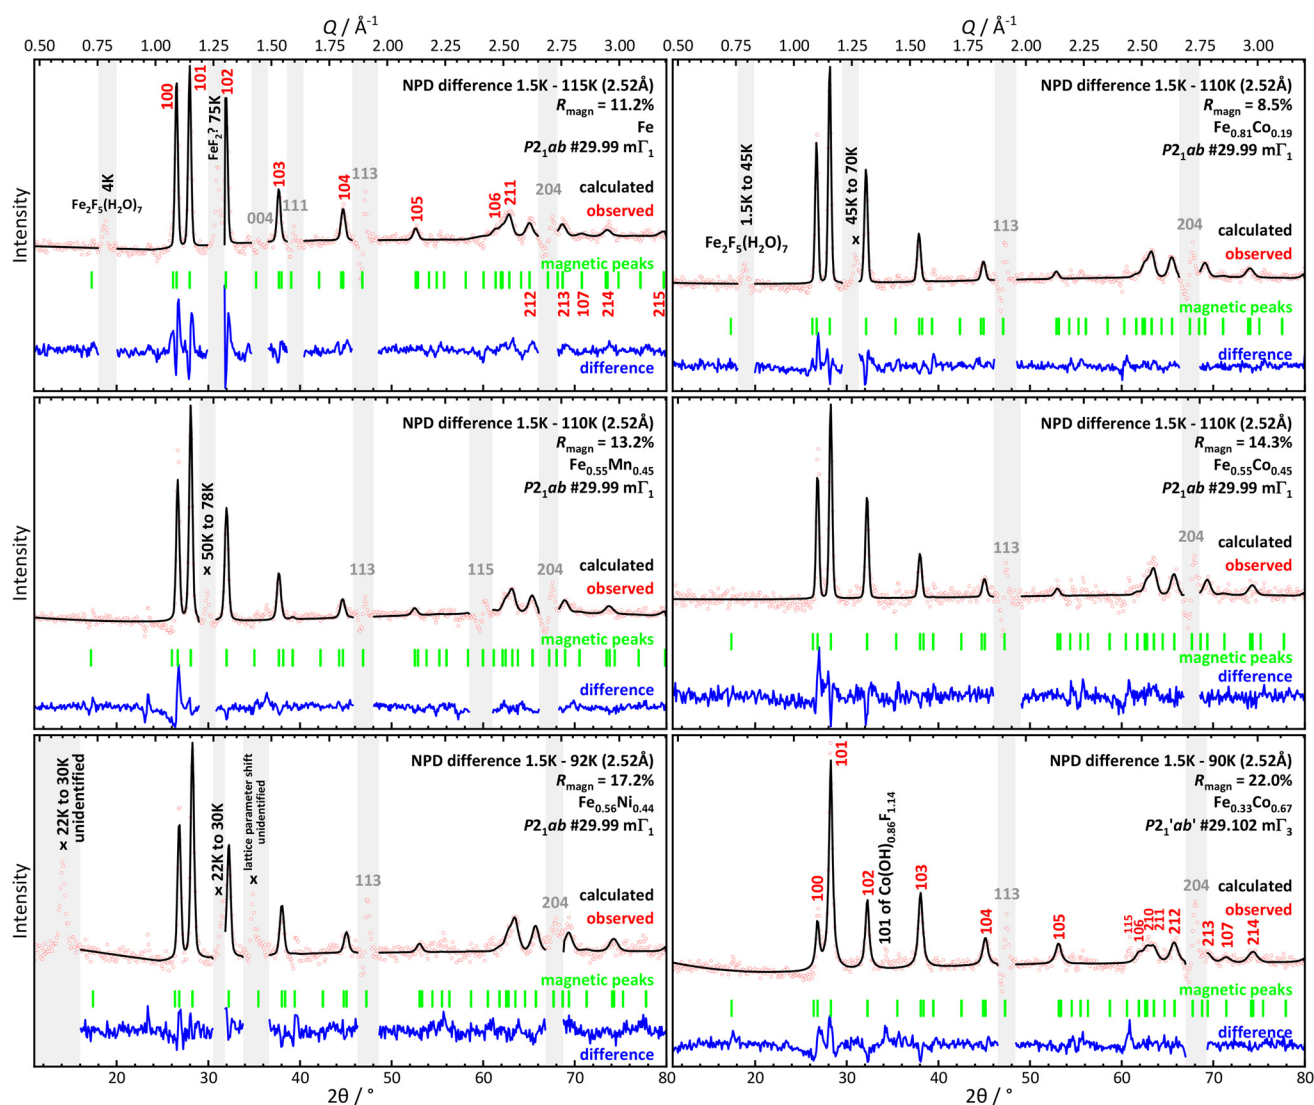 Q / Å-1
Q / Å-1
0.50 0.75 1.00 1.25 1.50 1.75 2.00 2.25 2.50 2.75 3.00
0.50 0.75 1.00 1.25 1.50 1.75 2.00 2.25 2.50 2.75 3.00
Intensity
NPD difference 1.5K - 115K (2.52Å)
Rmagn = 11.2%
Fe
P21ab #29.99 mΓ1
100
101
102
FeF2? 75K
4K
Fe2F5(H2O)7
004
111
103
104
113
105
106
211
204
calculated
observed
magnetic peaks
212
213
107
214
215
difference
NPD difference 1.5K - 110K (2.52Å)
Rmagn = 8.5%
Fe0.81Co0.19
P21ab #29.99 mΓ1
1.5K to 45K
Fe2F5(H2O)7
x 45K to 70K
113
204
calculated
observed
magnetic peaks
difference
Intensity
NPD difference 1.5K - 110K (2.52Å)
Rmagn = 13.2%
Fe0.55Mn0.45
P21ab #29.99 mΓ1
x 50K to 78K
113
115
204
calculated
observed
magnetic peaks
difference
NPD difference 1.5K - 110K (2.52Å)
Rmagn = 14.3%
Fe0.55Co0.45
P21ab #29.99 mΓ1
113
204
calculated
observed
magnetic peaks
difference
Intensity
NPD difference 1.5K - 92K (2.52Å)
Rmagn = 17.2%
Fe0.56Ni0.44
P21ab #29.99 mΓ1
x 22K to 30K
unidentified
x 22K to 30K
lattice parameter shift
unidentified
x
113
204
calculated
observed
magnetic peaks
difference
NPD difference 1.5K - 90K (2.52Å)
Rmagn = 22.0%
Fe0.33Co0.67
P21'ab' #29.102 mΓ3
100
101
102
101 of Co(OH)0.86F1.14
103
104
113
105
115
106
210
211
212
204
213
107
214
calculated
observed
magnetic peaks
difference
20 30 40 50 60 70
20 30 40 50 60 70 80
2θ / °
2θ / °